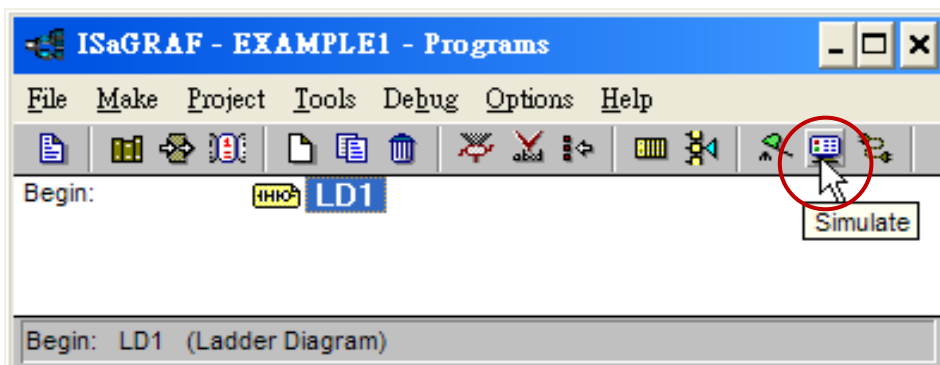 ISaGRAF - EXAMPLE1 - Programs
File Make Project Tools Debug Options Help
Begin: LD1
Simulate
Begin: LD1 (Ladder Diagram)